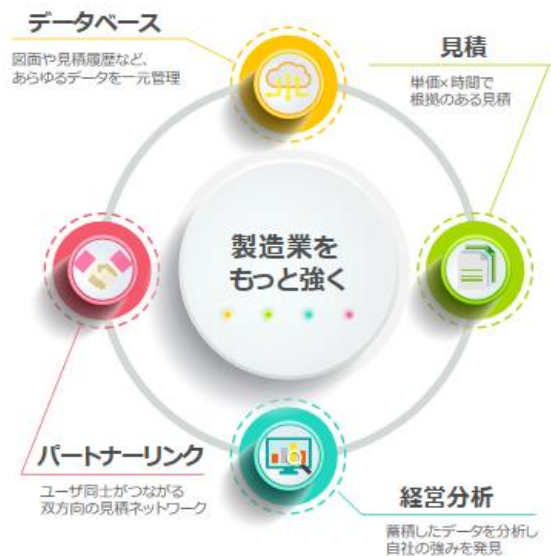 データベース
図面や見積履歴など、
あらゆるデータを一元管理
見積
単価×時間で
根拠のある見積
製造業を
もっと強く
パートナーリンク
ユーザ同士がつながる
双方向の見積ネットワーク
経営分析
蓄積したデータを分析し
自社の強みを発見